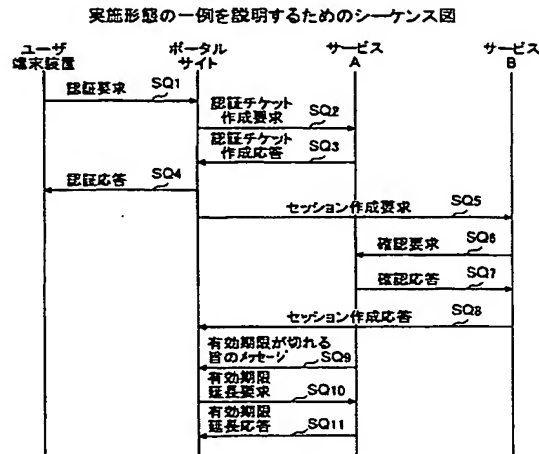 実施形態の一例を説明するためのシーケンス図
ユーザ
端末装置
ポータル
サイト
サービス
A
サービス
B
認証要求 SQ1
認証チケット
作成要求 SQ2
認証チケット
作成応答 SQ3
認証応答 SQ4
セッション作成要求 SQ5
確認要求 SQ6
確認応答 SQ7
セッション作成応答 SQ8
有効期限が切れる
旨のメッセージ SQ9
有効期限
延長要求 SQ10
有効期限
延長応答 SQ11